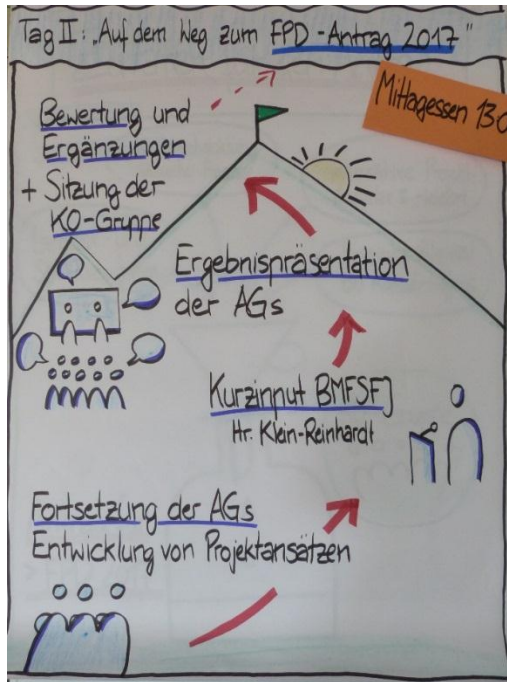 Tag II: „Auf dem Weg zum FPD-Antrag 2017"
Mittagessen
Bewertung und
Ergänzungen
+ Sitzung der
KO-Gruppe
Ergebnispräsentation
der AGs
Kurzinput BMFSFJ
Hr. Klein-Reinhardt
Fortsetzung der AGs
Entwicklung von Projektansätzen